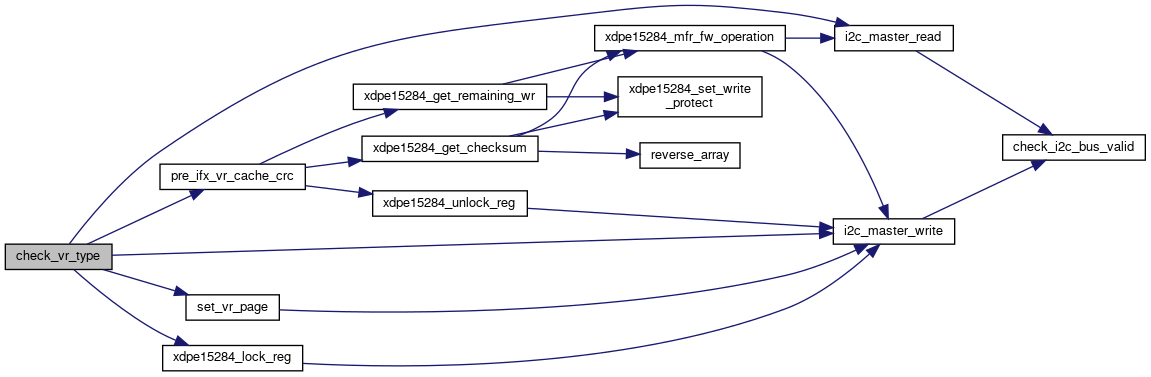 xdpe15284_mfr_fw_operation
i2c_master_read
xdpe15284_get_remaining_wr
xdpe15284_set_write
_protect
xdpe15284_get_checksum
reverse_array
check_i2c_bus_valid
pre_ifx_vr_cache_crc
xdpe15284_unlock_reg
i2c_master_write
check_vr_type
set_vr_page
xdpe15284_lock_reg